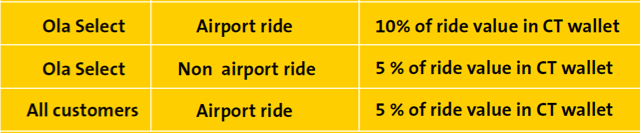 Ola Select Airport ride 10% of ride value in CT wallet
Ola Select Non airport ride 5 % of ride value in CT wallet
All customers Airport ride 5 % of ride value in CT wallet